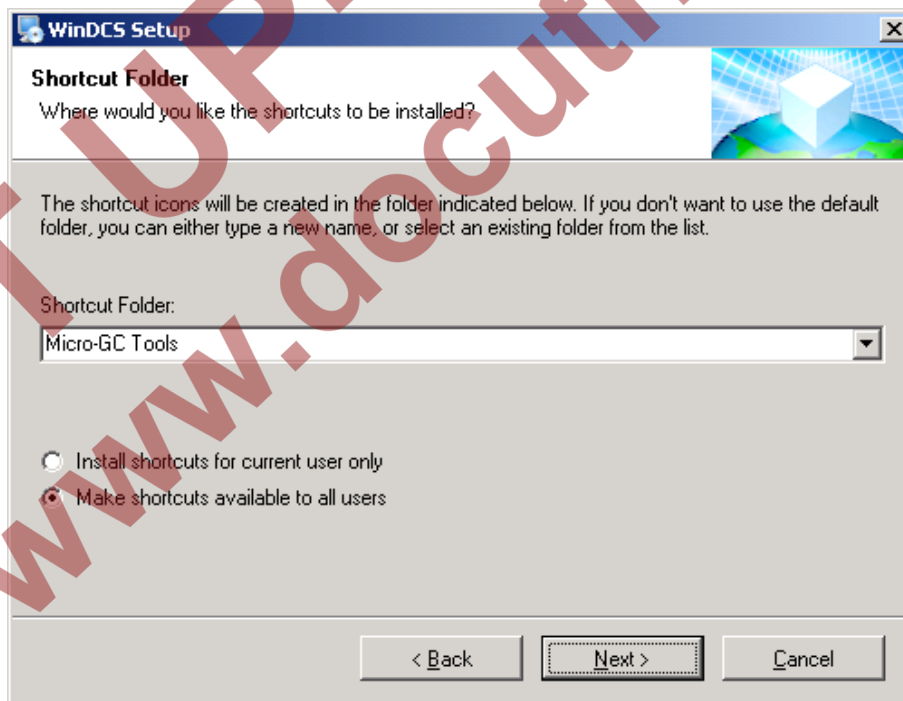 WinDCS Setup
Shortcut Folder
Where would you like the shortcuts to be installed?
The shortcut icons will be created in the folder indicated below. If you don't want to use the default
folder, you can either type a new name, or select an existing folder from the list.
Shortcut Folder:
Micro-GC Tools
Install shortcuts for current user only
Make shortcuts available to all users
< Back
Next >
Cancel
www.docuthe